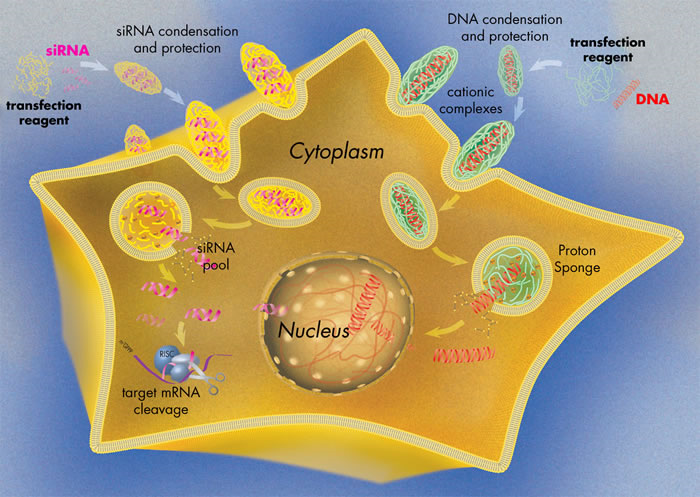 siRNA
transfection
reagent
siRNA condensation
and protection
DNA condensation
and protection
transfection
reagent
DNA
cationic
complexes
Cytoplasm
siRNA
pool
Proton
Sponge
Nucleus
RISC
target mRNA
cleavage